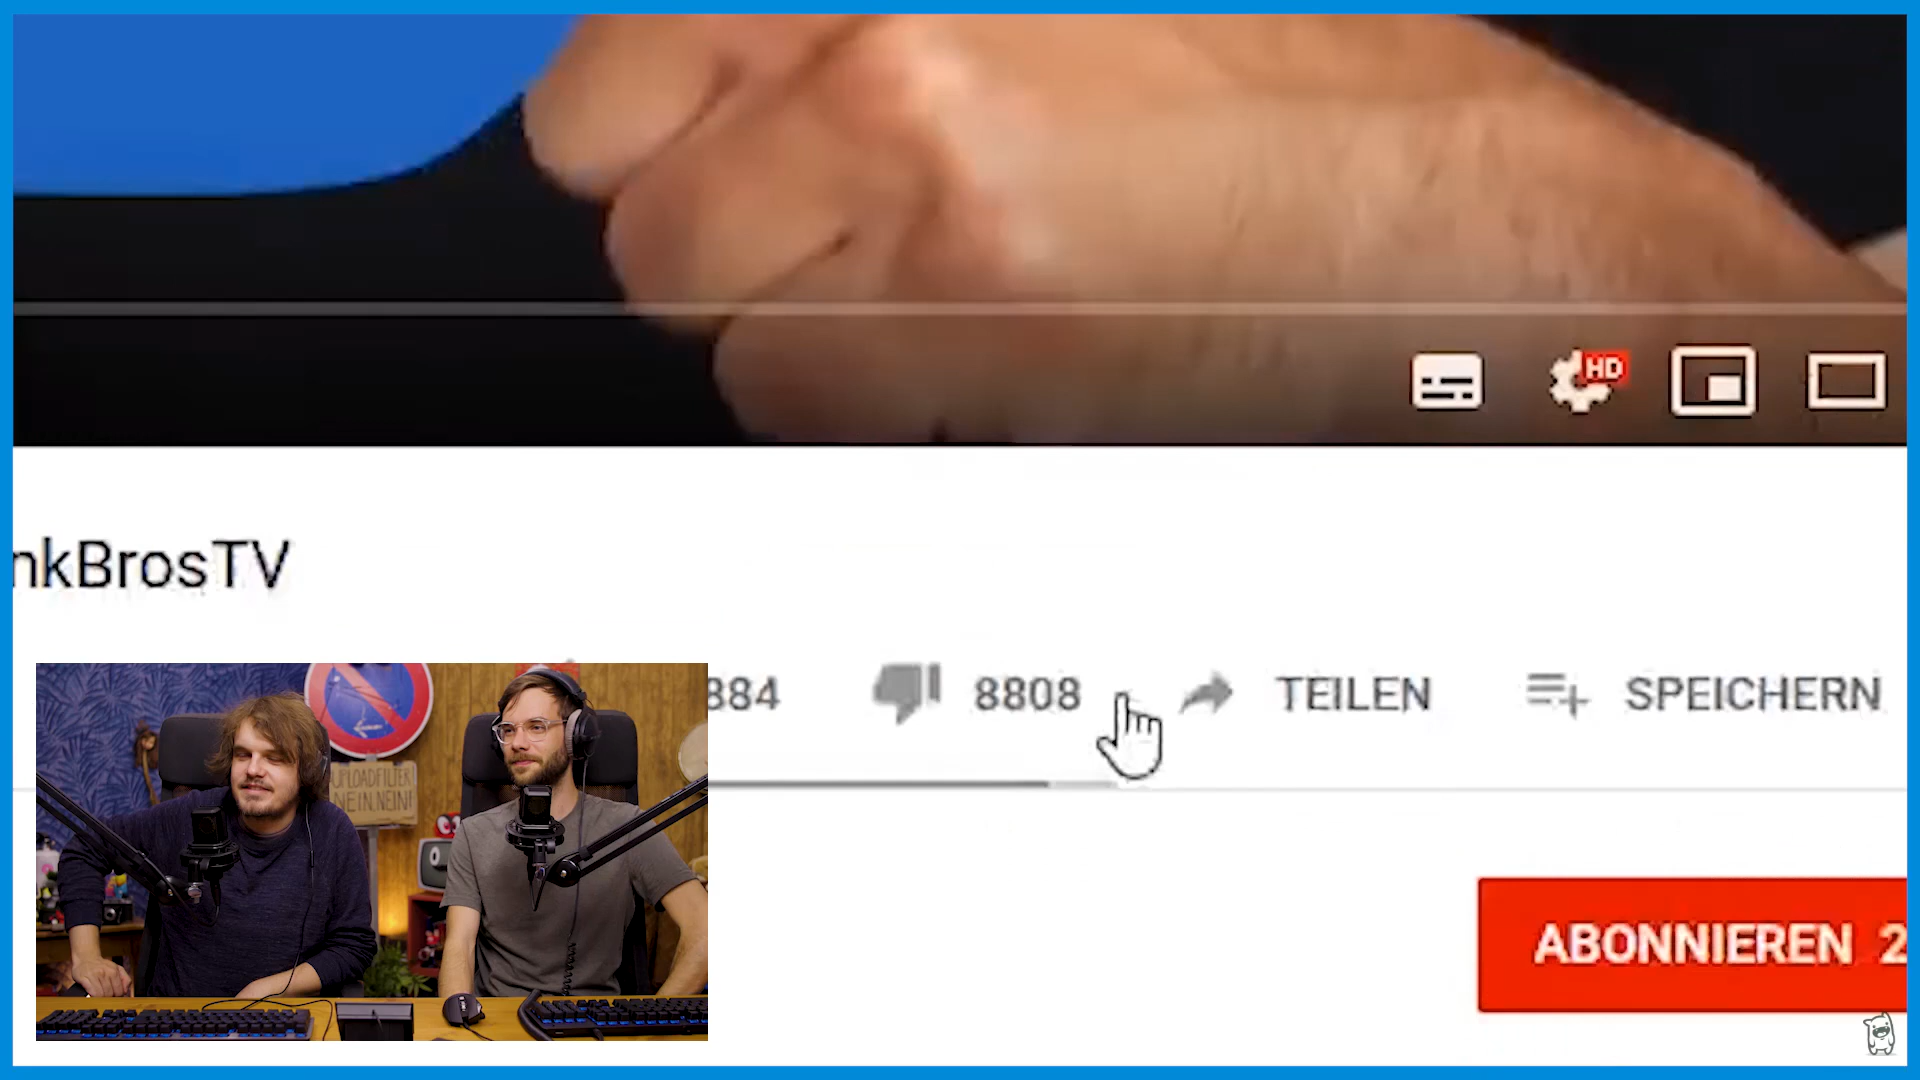 HD
nkBrosTV
884
8808
TEILEN
SPEICHERN
UPLOADFILTER!
NEIN, NEIN!
ABONNIEREN 2